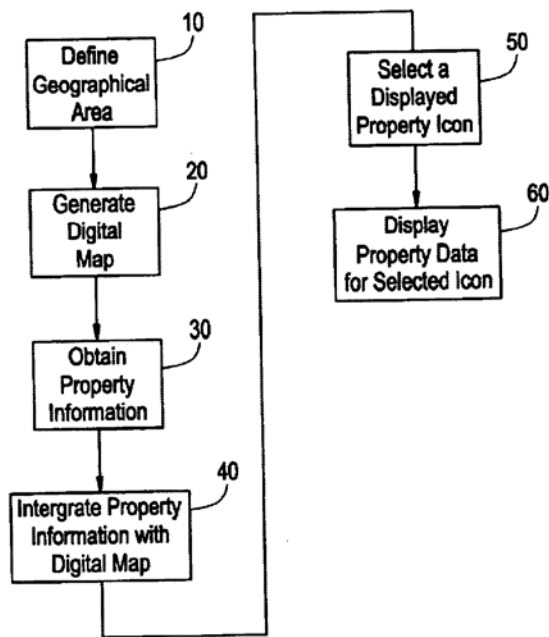 10
Define
Geographical
Area
20
Generate
Digital
Map
30
Obtain
Property
Information
40
Intergrate Property
Information with
Digital Map
50
Select a
Displayed
Property Icon
60
Display
Property Data
for Selected Icon